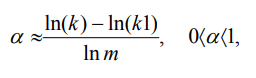 α ≈ (ln(k) − ln(k1)) / ln m,  0⟨α⟨1,